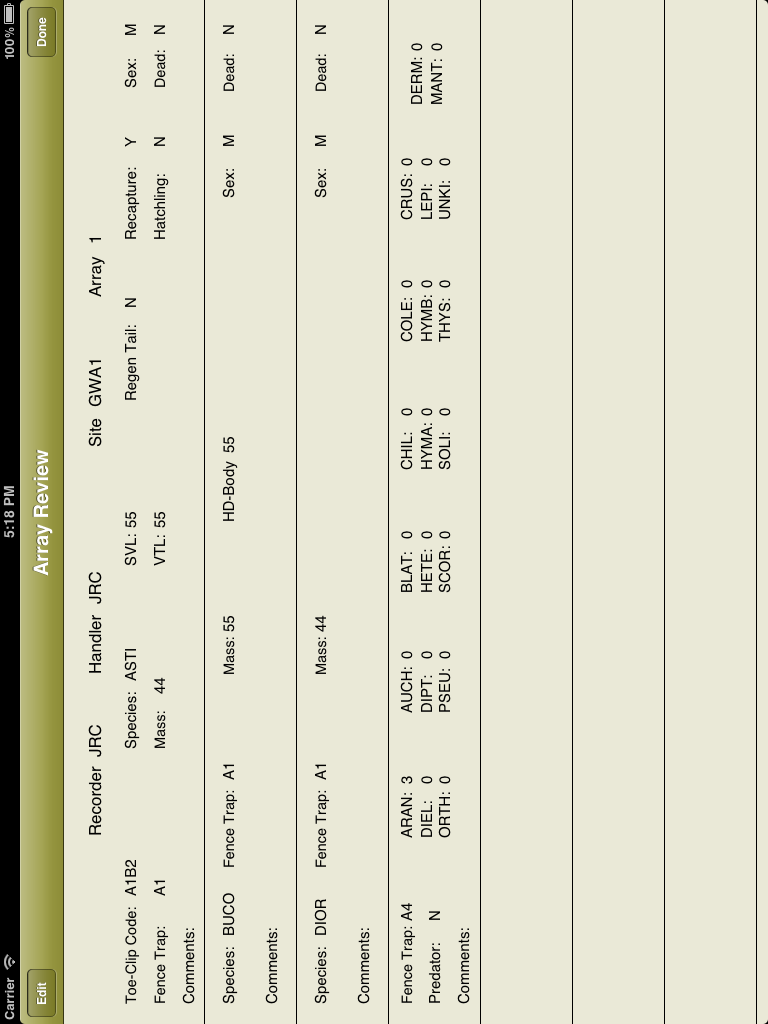 Carrier 5:18 PM 100%
Edit Array Review Done
Recorder JRC Handler JRC Site GWA1 Array 1
Toe-Clip Code: A1B2 Species: ASTI SVL: 55 Regen Tail: N Recapture: Y Sex: M
Fence Trap: A1 Mass: 44 VTL: 55 Hatchling: N Dead: N
Comments:
Species: BUCO Fence Trap: A1 Mass: 55 HD-Body 55 Sex: M Dead: N
Comments:
Species: DIOR Fence Trap: A1 Mass: 44 Sex: M Dead: N
Comments:
Fence Trap: A4 ARAN: 3 AUCH: 0 BLAT: 0 CHIL: 0 COLE: 0 CRUS: 0 DERM: 0
Predator: N DIEL: 0 DIPT: 0 HETE: 0 HYMA: 0 HYMB: 0 LEPI: 0 MANT: 0
ORTH: 0 PSEU: 0 SCOR: 0 SOLI: 0 THYS: 0 UNKI: 0
Comments: